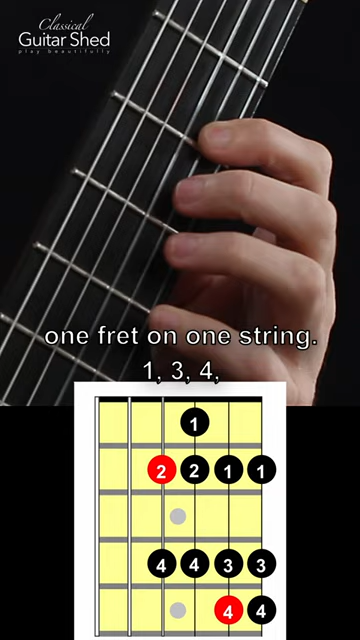 Classical
Guitar Shed
play beautifully
one fret on one string.
1, 3, 4,
1
2 2 1 1
4 4 3 3
4 4